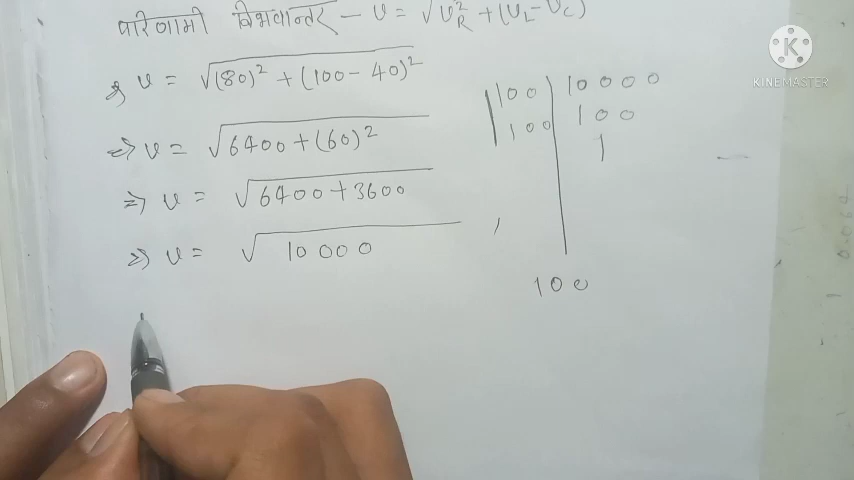 परिणामी विभवान्तर – V = √V_R² + (V_L – V_C)
⇒ V = √(80)² + (100 – 40)²
⇒ V = √6400 + (60)²
⇒ V = √6400 + 3600
⇒ V = √10000
100 | 10000
100 | 100
1
100
K
KINEMASTER